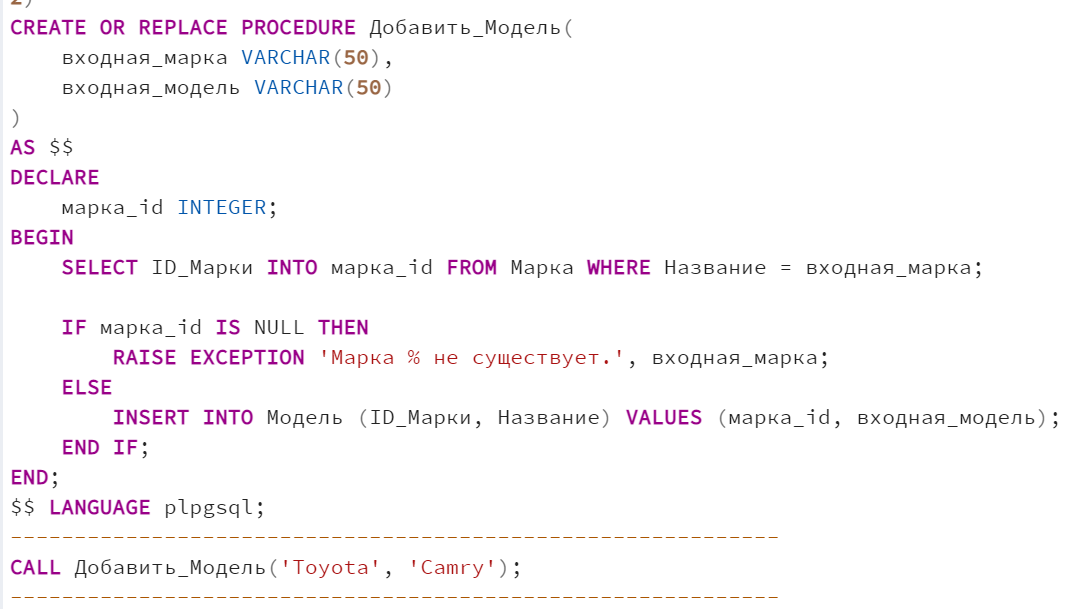 2)
CREATE OR REPLACE PROCEDURE Добавить_Модель(
    входная_марка VARCHAR(50),
    входная_модель VARCHAR(50)
)
AS $$
DECLARE
    марка_id INTEGER;
BEGIN
    SELECT ID_Марки INTO марка_id FROM Марка WHERE Название = входная_марка;

    IF марка_id IS NULL THEN
        RAISE EXCEPTION 'Марка % не существует.', входная_марка;
    ELSE
        INSERT INTO Модель (ID_Марки, Название) VALUES (марка_id, входная_модель);
    END IF;
END;
$$ LANGUAGE plpgsql;
------------------------------------------------------------
CALL Добавить_Модель('Toyota', 'Camry');
------------------------------------------------------------